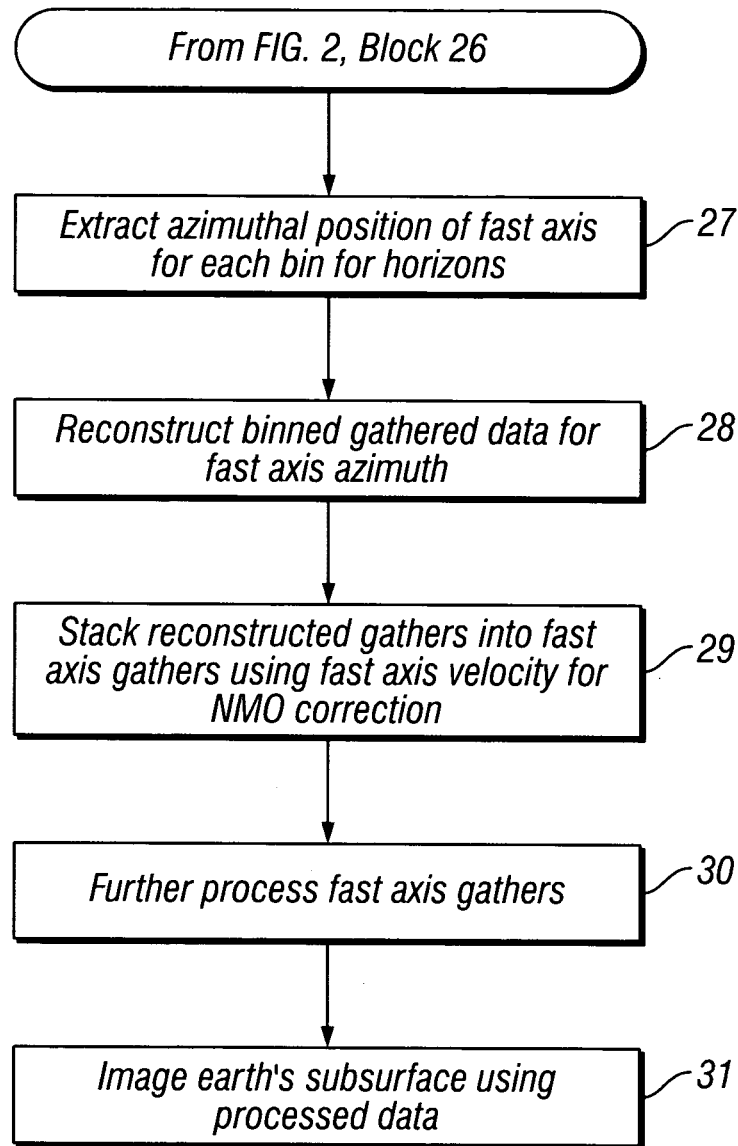 From FIG. 2, Block 26
Extract azimuthal position of fast axis
for each bin for horizons
27
Reconstruct binned gathered data for
fast axis azimuth
28
Stack reconstructed gathers into fast
axis gathers using fast axis velocity for
NMO correction
29
Further process fast axis gathers
30
Image earth's subsurface using
processed data
31